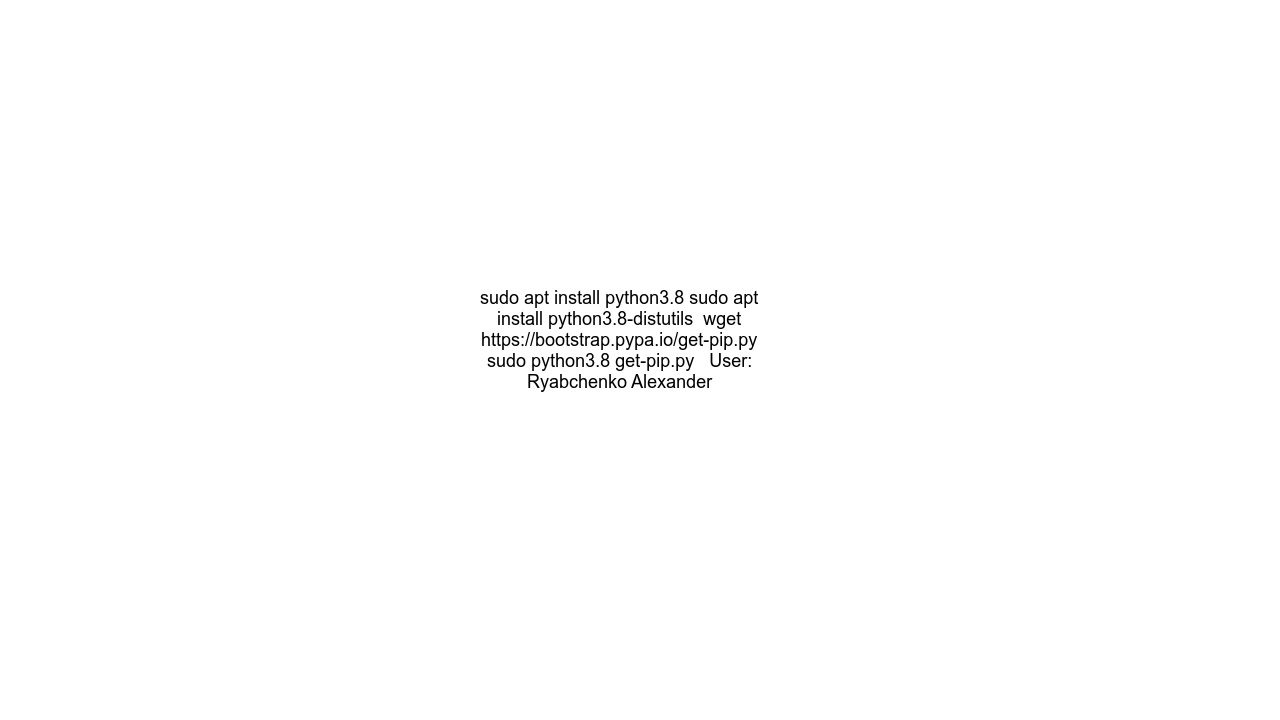 sudo apt install python3.8 sudo apt
install python3.8-distutils  wget
https://bootstrap.pypa.io/get-pip.py
sudo python3.8 get-pip.py   User:
Ryabchenko Alexander